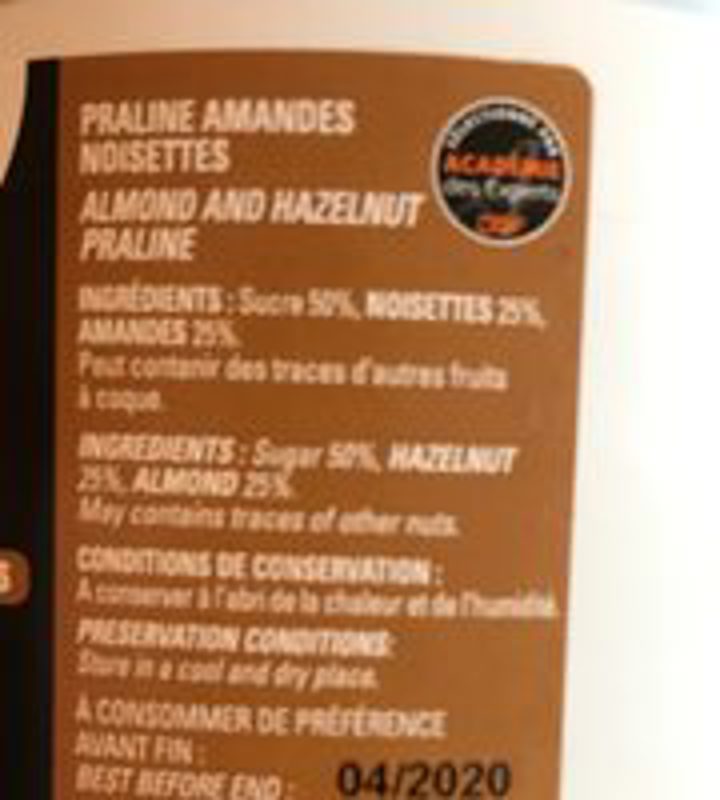 PRALINE AMANDES
NOISETTES
ALMOND AND HAZELNUT
PRALINE
ACADÉMIE
des Experts
INGRÉDIENTS : Sucre 50%, NOISETTES 25%,
AMANDES 25%.
Peut contenir des traces d'autres fruits
à coque.
INGREDIENTS : Sugar 50%, HAZELNUT
25%, ALMOND 25%.
May contains traces of other nuts.
CONDITIONS DE CONSERVATION :
A conserver à l'abri de la chaleur et de l'humidité.
PRESERVATION CONDITIONS:
Store in a cool and dry place.
À CONSOMMER DE PRÉFÉRENCE
AVANT FIN :
BEST BEFORE END : 04/2020